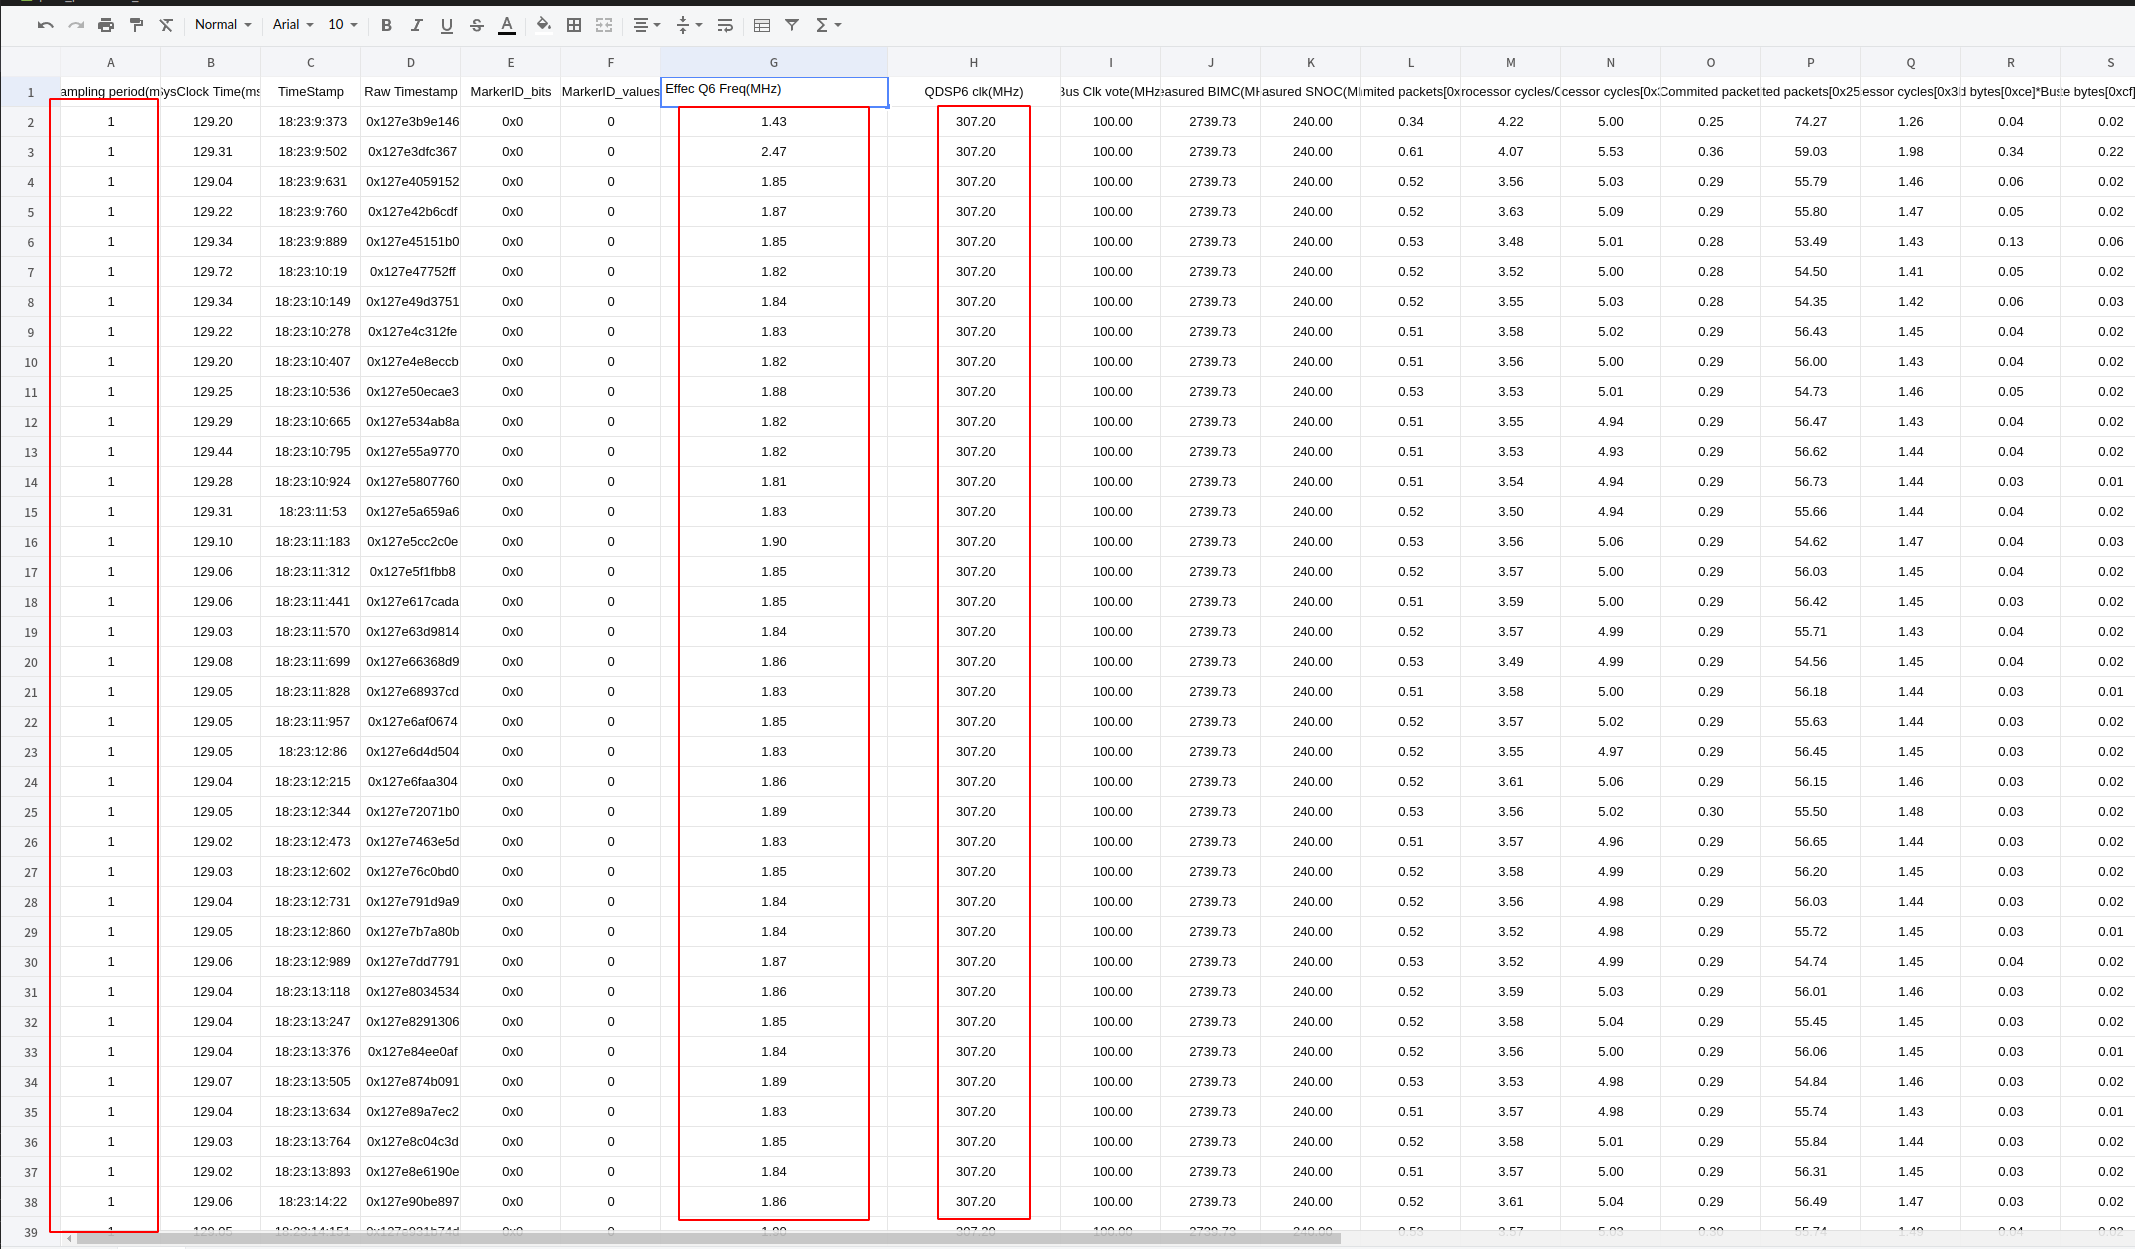 Normal Arial 10 B I U S A Σ
A B C D E F G H I J K L M N O P Q R S
1 ampling period(m ysClock Time(ms TimeStamp Raw Timestamp MarkerID_bits MarkerID_values Effec Q6 Freq(MHz) QDSP6 clk(MHz) Bus Clk vote(MHz easured BIMC(MH asured SNOC(MI mited packets[0x rocessor cycles/C cessor cycles[0x: Commited packet ted packets[0x25 essor cycles[0x3 d bytes[0xce]*Bus e bytes[0xcf]
2 1 129.20 18:23:9:373 0x127e3b9e146 0x0 0 1.43 307.20 100.00 2739.73 240.00 0.34 4.22 5.00 0.25 74.27 1.26 0.04 0.02
3 1 129.31 18:23:9:502 0x127e3dfc367 0x0 0 2.47 307.20 100.00 2739.73 240.00 0.61 4.07 5.53 0.36 59.03 1.98 0.34 0.22
4 1 129.04 18:23:9:631 0x127e4059152 0x0 0 1.85 307.20 100.00 2739.73 240.00 0.52 3.56 5.03 0.29 55.79 1.46 0.06 0.02
5 1 129.22 18:23:9:760 0x127e42b6cdf 0x0 0 1.87 307.20 100.00 2739.73 240.00 0.52 3.63 5.09 0.29 55.80 1.47 0.05 0.02
6 1 129.34 18:23:9:889 0x127e45151b0 0x0 0 1.85 307.20 100.00 2739.73 240.00 0.53 3.48 5.01 0.28 53.49 1.43 0.13 0.06
7 1 129.72 18:23:10:19 0x127e47752ff 0x0 0 1.82 307.20 100.00 2739.73 240.00 0.52 3.52 5.00 0.28 54.50 1.41 0.05 0.02
8 1 129.34 18:23:10:149 0x127e49d3751 0x0 0 1.84 307.20 100.00 2739.73 240.00 0.52 3.55 5.03 0.28 54.35 1.42 0.06 0.03
9 1 129.22 18:23:10:278 0x127e4c312fe 0x0 0 1.83 307.20 100.00 2739.73 240.00 0.51 3.58 5.02 0.29 56.43 1.45 0.04 0.02
10 1 129.20 18:23:10:407 0x127e4e8eccb 0x0 0 1.82 307.20 100.00 2739.73 240.00 0.51 3.56 5.00 0.29 56.00 1.43 0.04 0.02
11 1 129.25 18:23:10:536 0x127e50ecae3 0x0 0 1.88 307.20 100.00 2739.73 240.00 0.53 3.53 5.01 0.29 54.73 1.46 0.05 0.02
12 1 129.29 18:23:10:665 0x127e534ab8a 0x0 0 1.82 307.20 100.00 2739.73 240.00 0.51 3.55 4.94 0.29 56.47 1.43 0.04 0.02
13 1 129.44 18:23:10:795 0x127e55a9770 0x0 0 1.82 307.20 100.00 2739.73 240.00 0.51 3.53 4.93 0.29 56.62 1.44 0.04 0.02
14 1 129.28 18:23:10:924 0x127e5807760 0x0 0 1.81 307.20 100.00 2739.73 240.00 0.51 3.54 4.94 0.29 56.73 1.44 0.03 0.01
15 1 129.31 18:23:11:53 0x127e5a659a6 0x0 0 1.83 307.20 100.00 2739.73 240.00 0.52 3.50 4.94 0.29 55.66 1.44 0.04 0.02
16 1 129.10 18:23:11:183 0x127e5cc2c0e 0x0 0 1.90 307.20 100.00 2739.73 240.00 0.53 3.56 5.06 0.29 54.62 1.47 0.04 0.03
17 1 129.06 18:23:11:312 0x127e5f1fbb8 0x0 0 1.85 307.20 100.00 2739.73 240.00 0.52 3.57 5.00 0.29 56.03 1.45 0.04 0.02
18 1 129.06 18:23:11:441 0x127e617cada 0x0 0 1.85 307.20 100.00 2739.73 240.00 0.51 3.59 5.00 0.29 56.42 1.45 0.03 0.02
19 1 129.03 18:23:11:570 0x127e63d9814 0x0 0 1.84 307.20 100.00 2739.73 240.00 0.52 3.57 4.99 0.29 55.71 1.43 0.04 0.02
20 1 129.08 18:23:11:699 0x127e66368d9 0x0 0 1.86 307.20 100.00 2739.73 240.00 0.53 3.49 4.99 0.29 54.56 1.45 0.04 0.02
21 1 129.05 18:23:11:828 0x127e68937cd 0x0 0 1.83 307.20 100.00 2739.73 240.00 0.51 3.58 5.00 0.29 56.18 1.44 0.03 0.01
22 1 129.05 18:23:11:957 0x127e6af0674 0x0 0 1.85 307.20 100.00 2739.73 240.00 0.52 3.57 5.02 0.29 55.63 1.44 0.03 0.02
23 1 129.05 18:23:12:86 0x127e6d4d504 0x0 0 1.83 307.20 100.00 2739.73 240.00 0.52 3.55 4.97 0.29 56.45 1.45 0.03 0.02
24 1 129.04 18:23:12:215 0x127e6faa304 0x0 0 1.86 307.20 100.00 2739.73 240.00 0.52 3.61 5.06 0.29 56.15 1.46 0.03 0.02
25 1 129.05 18:23:12:344 0x127e72071b0 0x0 0 1.89 307.20 100.00 2739.73 240.00 0.53 3.56 5.02 0.30 55.50 1.48 0.03 0.02
26 1 129.02 18:23:12:473 0x127e7463e5d 0x0 0 1.83 307.20 100.00 2739.73 240.00 0.51 3.57 4.96 0.29 56.65 1.44 0.03 0.02
27 1 129.03 18:23:12:602 0x127e76c0bd0 0x0 0 1.85 307.20 100.00 2739.73 240.00 0.52 3.58 4.99 0.29 56.20 1.45 0.03 0.02
28 1 129.04 18:23:12:731 0x127e791d9a9 0x0 0 1.84 307.20 100.00 2739.73 240.00 0.52 3.56 4.98 0.29 56.03 1.44 0.03 0.02
29 1 129.05 18:23:12:860 0x127e7b7a80b 0x0 0 1.84 307.20 100.00 2739.73 240.00 0.52 3.52 4.98 0.29 55.72 1.45 0.03 0.01
30 1 129.06 18:23:12:989 0x127e7dd7791 0x0 0 1.87 307.20 100.00 2739.73 240.00 0.53 3.52 4.99 0.29 54.74 1.45 0.04 0.02
31 1 129.04 18:23:13:118 0x127e8034534 0x0 0 1.86 307.20 100.00 2739.73 240.00 0.52 3.59 5.03 0.29 56.01 1.46 0.03 0.02
32 1 129.04 18:23:13:247 0x127e8291306 0x0 0 1.85 307.20 100.00 2739.73 240.00 0.52 3.58 5.04 0.29 55.45 1.45 0.03 0.02
33 1 129.04 18:23:13:376 0x127e84ee0af 0x0 0 1.84 307.20 100.00 2739.73 240.00 0.52 3.56 5.00 0.29 56.06 1.45 0.03 0.01
34 1 129.07 18:23:13:505 0x127e874b091 0x0 0 1.89 307.20 100.00 2739.73 240.00 0.53 3.53 4.98 0.29 54.84 1.46 0.03 0.02
35 1 129.04 18:23:13:634 0x127e89a7ec2 0x0 0 1.83 307.20 100.00 2739.73 240.00 0.51 3.57 4.98 0.29 55.74 1.43 0.03 0.01
36 1 129.03 18:23:13:764 0x127e8c04c3d 0x0 0 1.85 307.20 100.00 2739.73 240.00 0.52 3.58 5.01 0.29 55.84 1.44 0.03 0.02
37 1 129.02 18:23:13:893 0x127e8e6190e 0x0 0 1.84 307.20 100.00 2739.73 240.00 0.51 3.57 5.00 0.29 56.31 1.45 0.03 0.02
38 1 129.06 18:23:14:22 0x127e90be897 0x0 0 1.86 307.20 100.00 2739.73 240.00 0.52 3.61 5.04 0.29 56.49 1.47 0.03 0.02
39